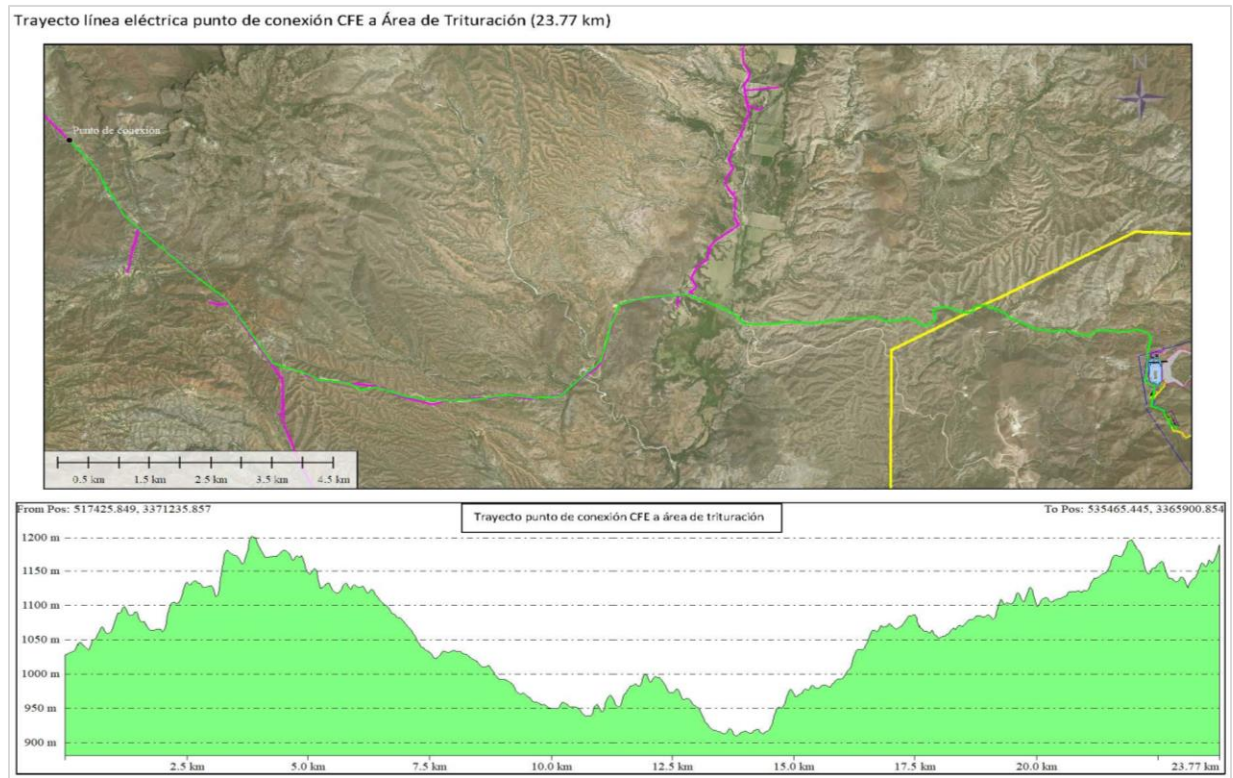 Trayecto línea eléctrica punto de conexión CFE a Área de Trituración (23.77 km)
N
Punto de conexión
0.5 km 1.5 km 2.5 km 3.5 km 4.5 km
From Pos: 517425.849, 3371235.857
Trayecto punto de conexión CFE a área de trituración
To Pos: 535465.445, 3365900.854
1200 m
1150 m
1100 m
1050 m
1000 m
950 m
900 m
2.5 km 5.0 km 7.5 km 10.0 km 12.5 km 15.0 km 17.5 km 20.0 km 23.77 km